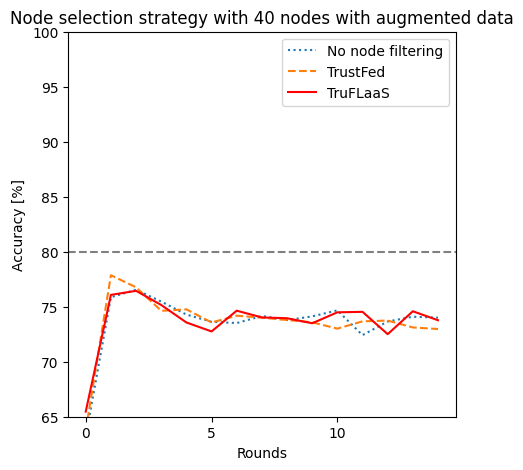 Node selection strategy with 40 nodes with augmented data
100
95
90
85
80
75
70
65
Accuracy [%]
No node filtering
TrustFed
TruFLaaS
0
5
10
Rounds